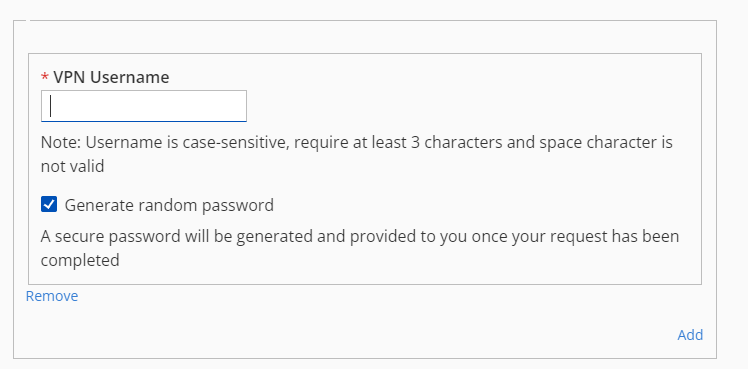 * VPN Username
Note: Username is case-sensitive, require at least 3 characters and space character is
not valid
Generate random password
A secure password will be generated and provided to you once your request has been
completed
Remove
Add